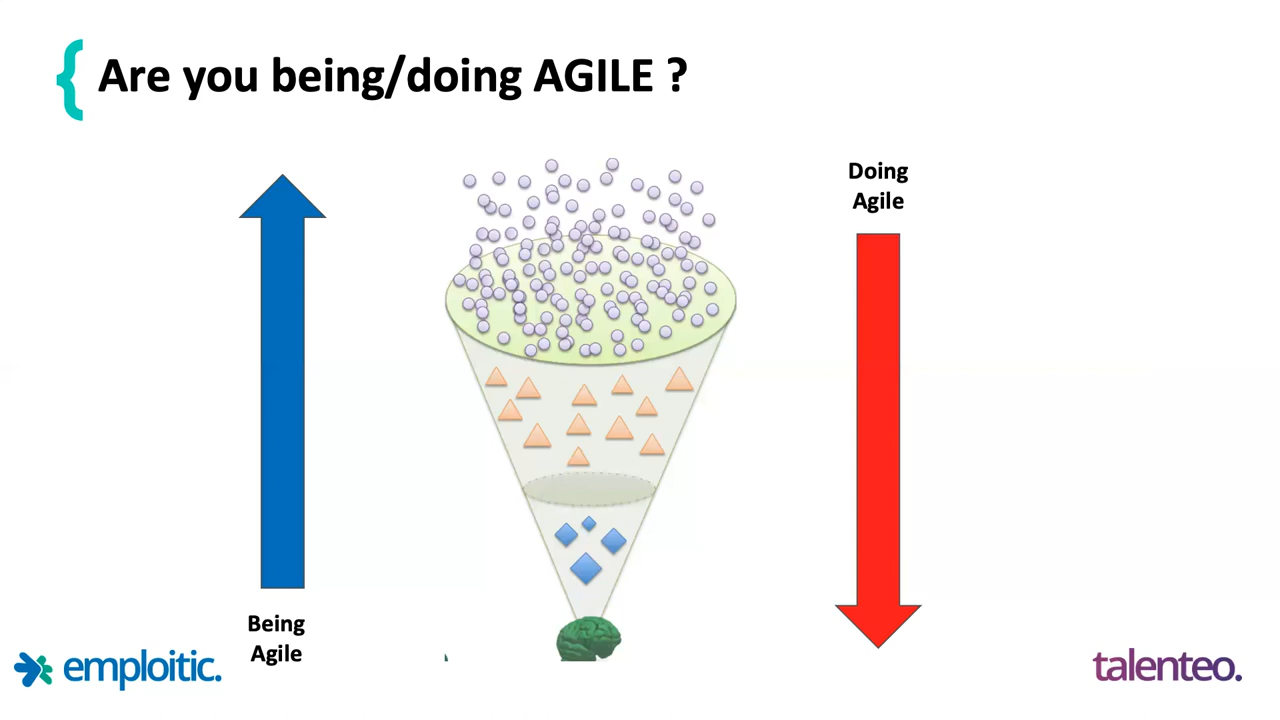 { Are you being/doing AGILE ?
Doing
Agile
Being
Agile
emploitic.
talenteo.